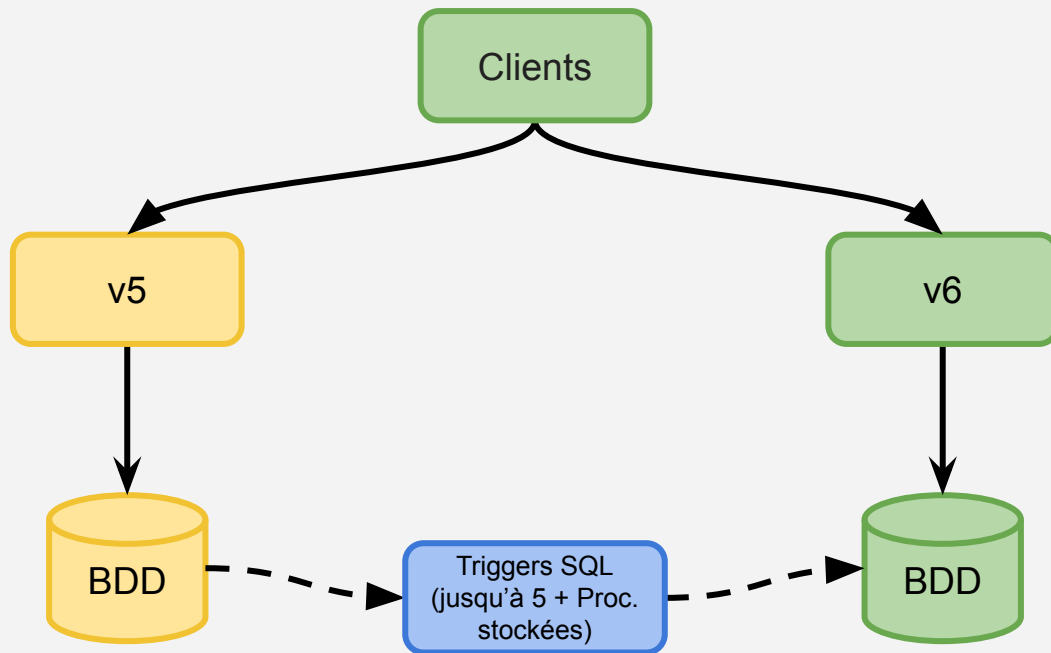 Clients
v5
v6
BDD
Triggers SQL
(jusqu’à 5 + Proc.
stockées)
BDD